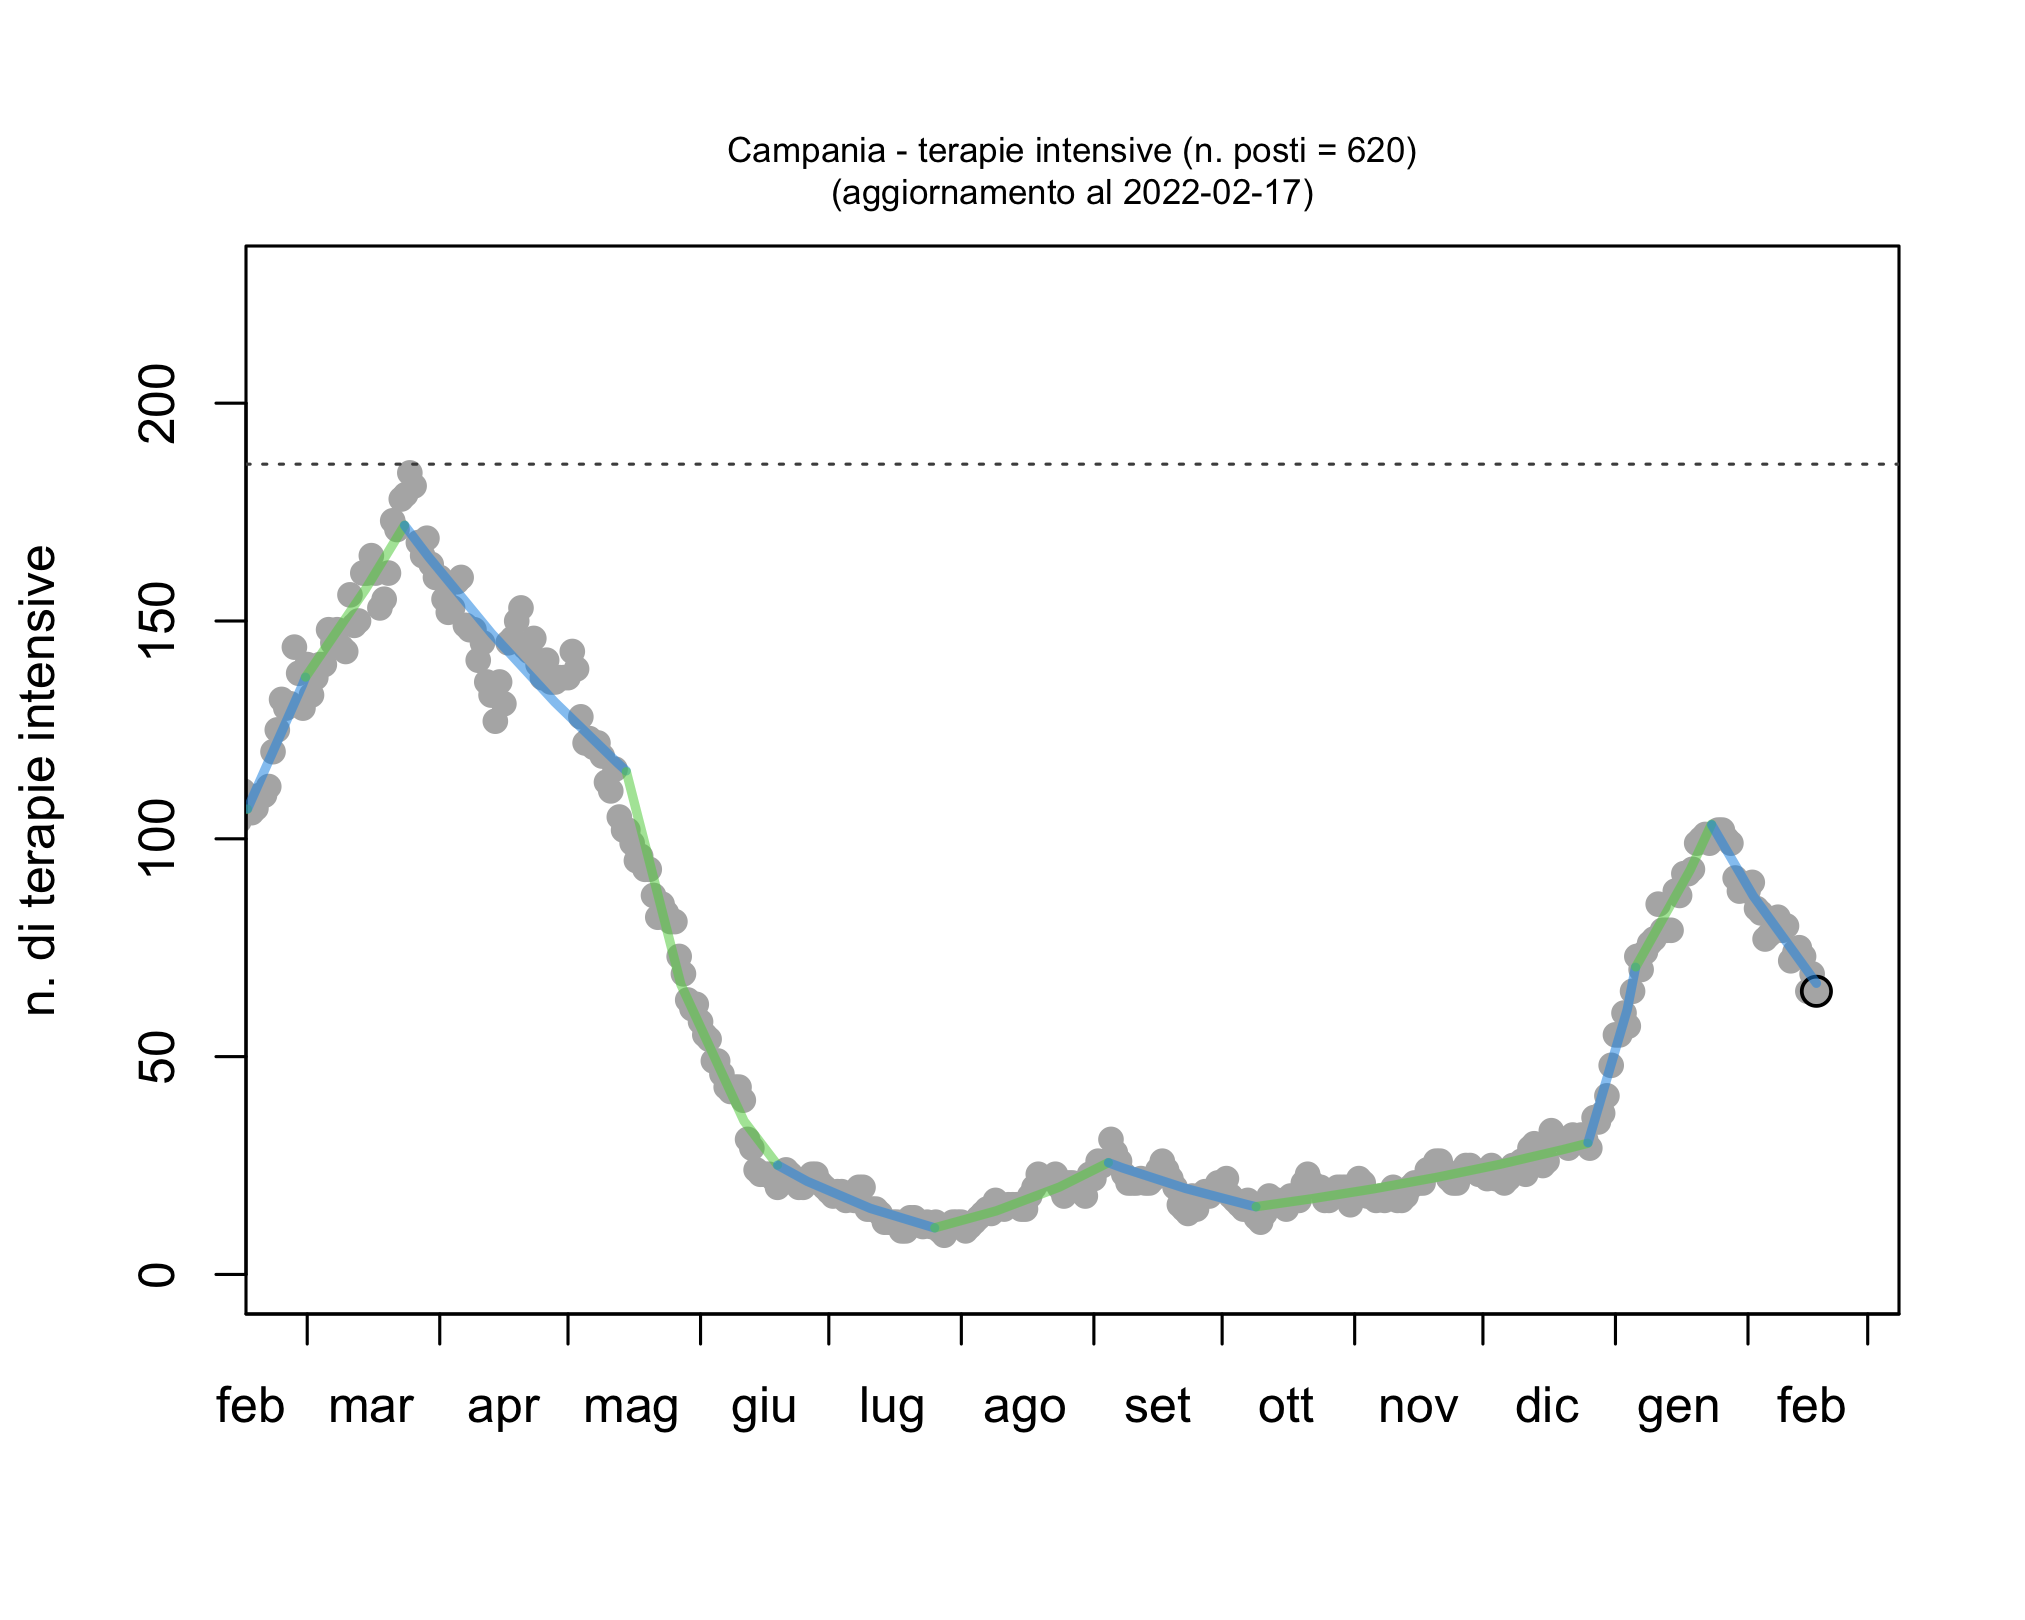 Campania - terapie intensive (n. posti = 620)
(aggiornamento al 2022-02-17)
n. di terapie intensive
200
150
100
50
0
feb mar apr mag giu lug ago set ott nov dic gen feb